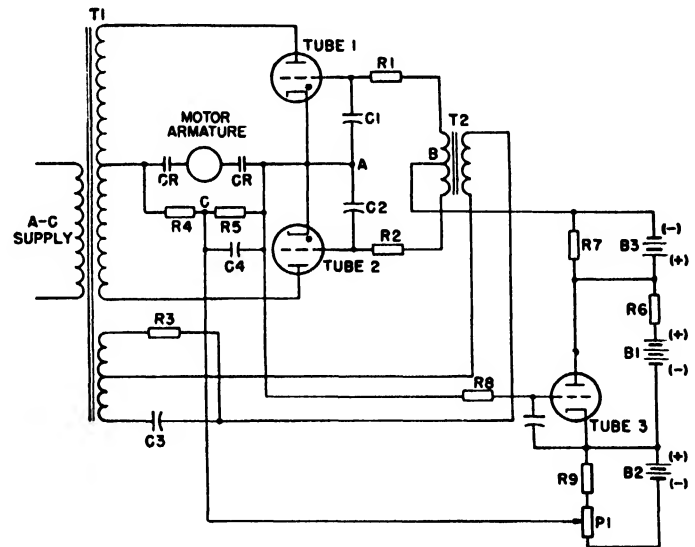 T1
TUBE 1
R1
MOTOR
ARMATURE
C1
T2
CR
CR
A
B
A-C
SUPPLY
C
R4
R5
C2
C4
R2
TUBE 2
R7
B3
(-)
(+)
R3
R6
(+)
B1
(-)
R8
C3
TUBE 3
(+)
B2
(-)
R9
P1